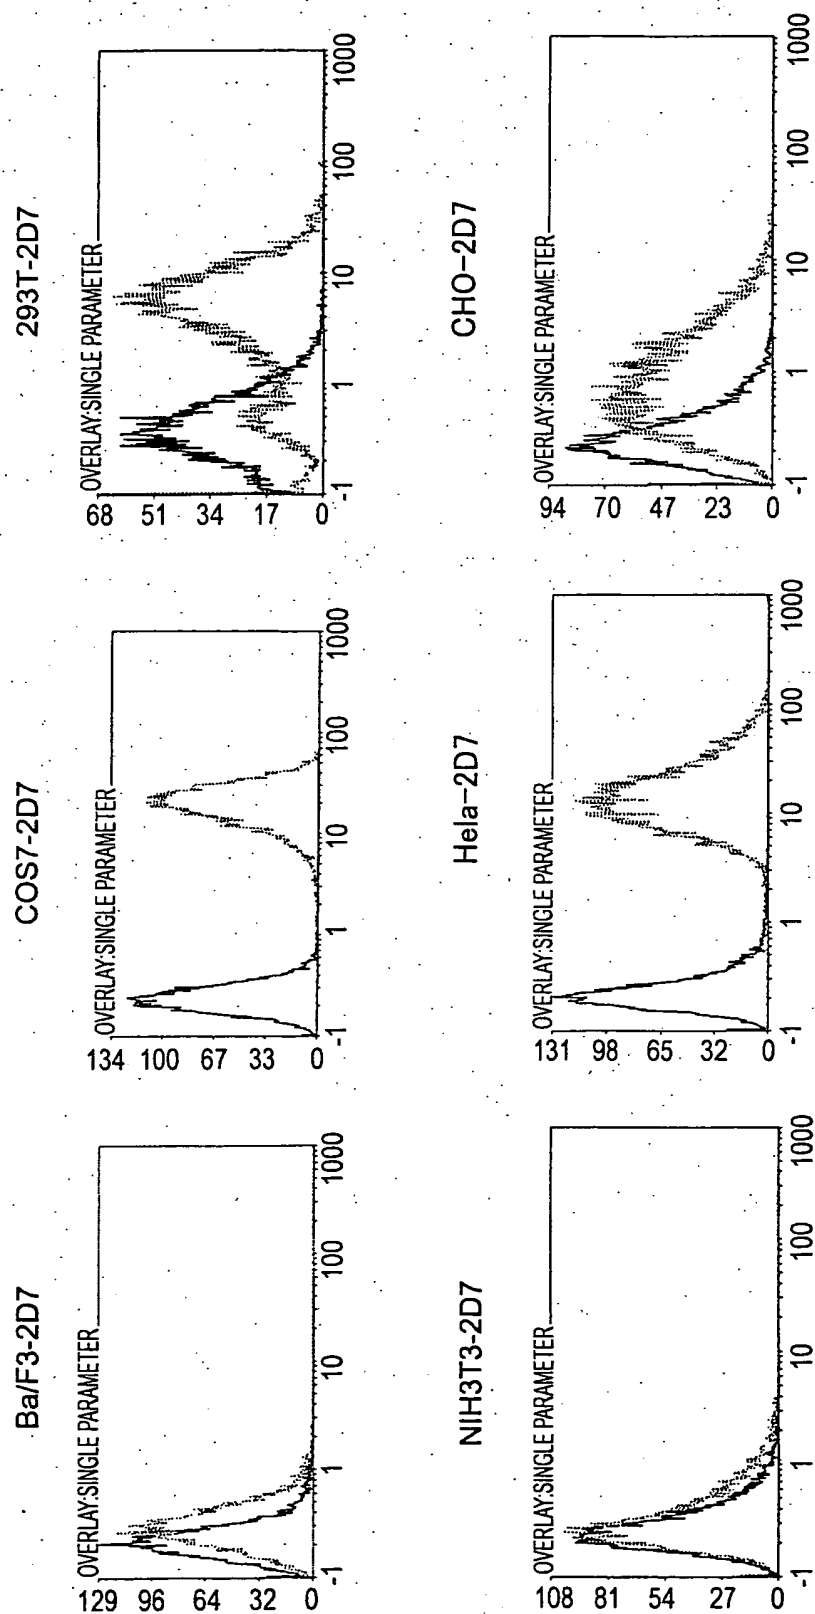 Ba/F3-2D7
OVERLAY:SINGLE PARAMETER
129 96 64 32 0
-1 1 10 100 1000
COS7-2D7
OVERLAY:SINGLE PARAMETER
134 100 67 33 0
-1 1 10 100 1000
293T-2D7
OVERLAY:SINGLE PARAMETER
68 51 34 17 0
-1 1 10 100 1000
NIH3T3-2D7
OVERLAY:SINGLE PARAMETER
108 81 54 27 0
-1 1 10 100 1000
Hela-2D7
OVERLAY:SINGLE PARAMETER
131 98 65 32 0
-1 1 10 100 1000
CHO-2D7
OVERLAY:SINGLE PARAMETER
94 70 47 23 0
-1 1 10 100 1000